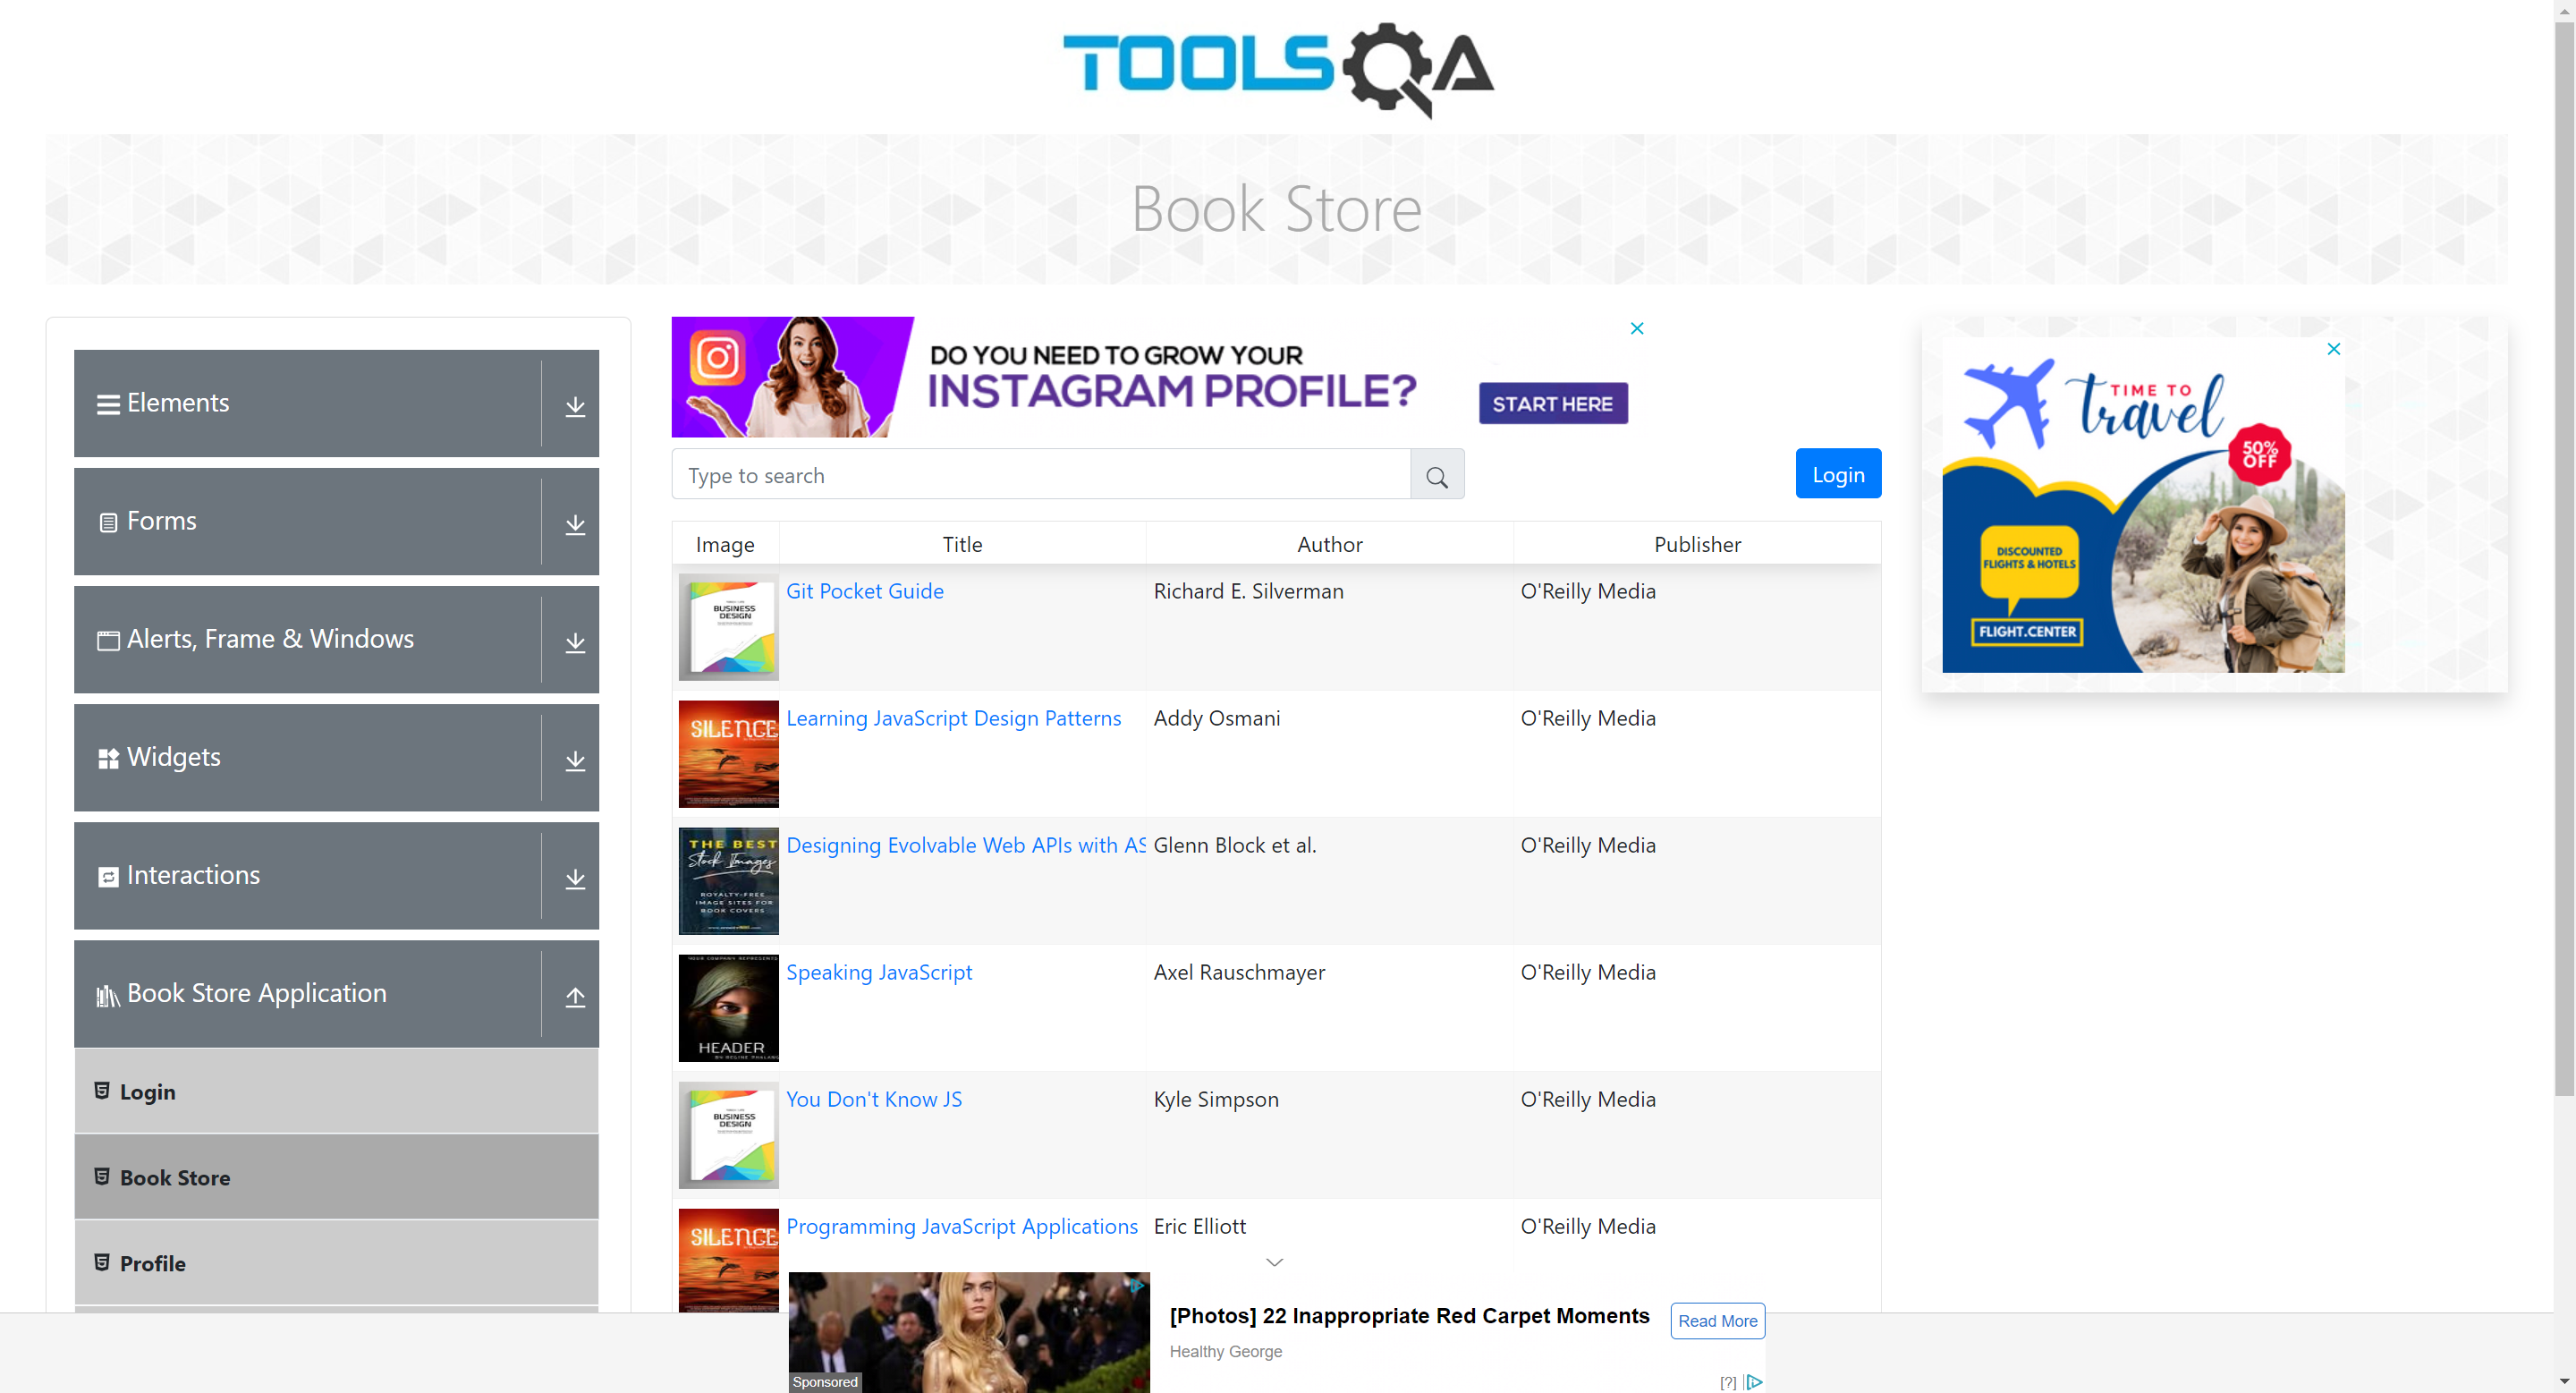 TOOLSQA
Book Store
Elements
Forms
Alerts, Frame & Windows
Widgets
Interactions
Book Store Application
Login
Book Store
Profile
DO YOU NEED TO GROW YOUR
INSTAGRAM PROFILE?
START HERE
Type to search
Login
Image Title Author Publisher
BUSINESS
DESIGN
Git Pocket Guide Richard E. Silverman O'Reilly Media
SILENCE
Learning JavaScript Design Patterns Addy Osmani O'Reilly Media
THE BEST
Stock Images
ROYALTY-FREE
IMAGE SITES FOR
BOOK COVERS
Designing Evolvable Web APIs with AS Glenn Block et al. O'Reilly Media
HEADER
Speaking JavaScript Axel Rauschmayer O'Reilly Media
BUSINESS
DESIGN
You Don't Know JS Kyle Simpson O'Reilly Media
SILENCE
Programming JavaScript Applications Eric Elliott O'Reilly Media
TIME TO
travel
50%
OFF
DISCOUNTED
FLIGHTS & HOTELS
FLIGHT.CENTER
Sponsored
[Photos] 22 Inappropriate Red Carpet Moments
Healthy George
Read More
[?]